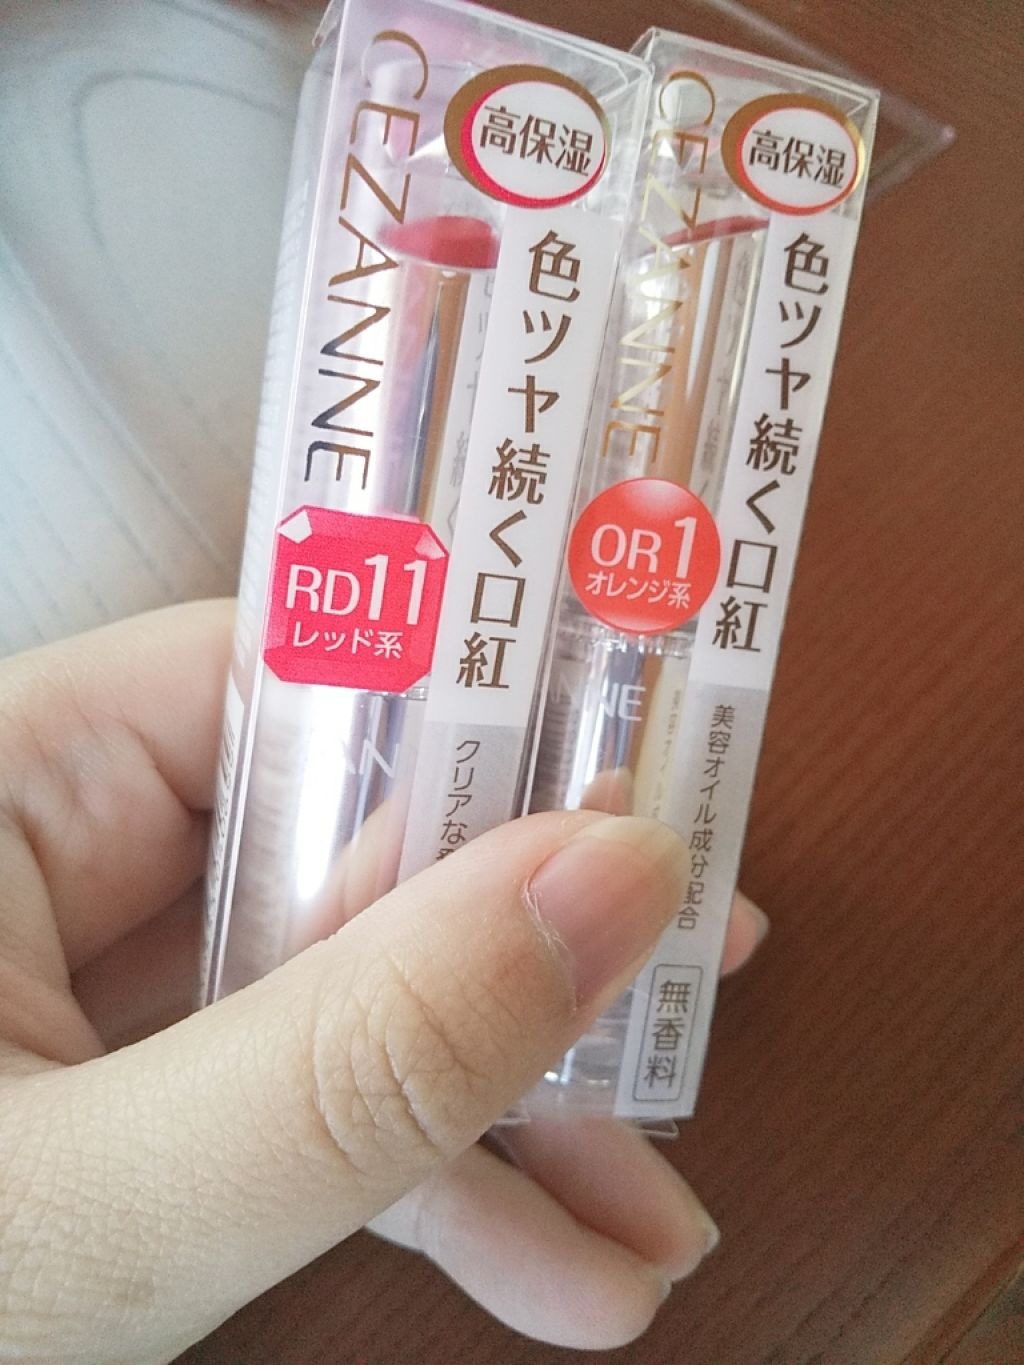 CEZANNE
高保湿
色ツヤ続く口紅
RD11
レッド系
クリアな
CEZANNE
高保湿
色ツヤ続く口紅
OR1
オレンジ系
美容オイル成分配合
無香料